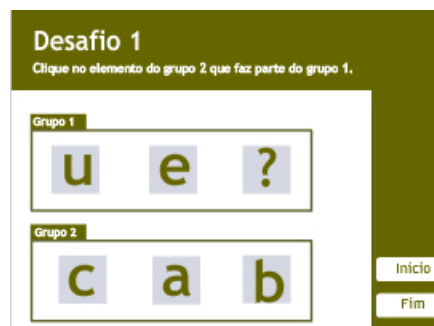 Desafio 1
Clique no elemento do grupo 2 que faz parte do grupo 1.
Grupo 1
u e ?
Grupo 2
c a b
Início
Fim